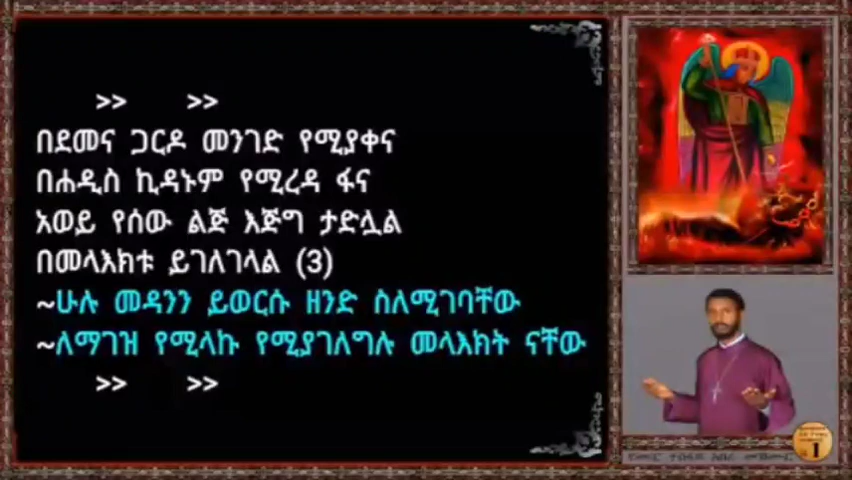 >> >>
በደመና ጋርዶ መንገድ የሚያቀና
በሐዲስ ኪዳኑም የሚረዳ ፋና
አወይ የሰው ልጅ እጅግ ታድሏል
በመላእክቱ ይገለገላል (3)
~ሁሉ መዳንን ይወርሱ ዘንድ ስለሚገባቸው
~ለማገዝ የሚላኩ የሚያገለግሉ መላእክት ናቸው
>> >>
1